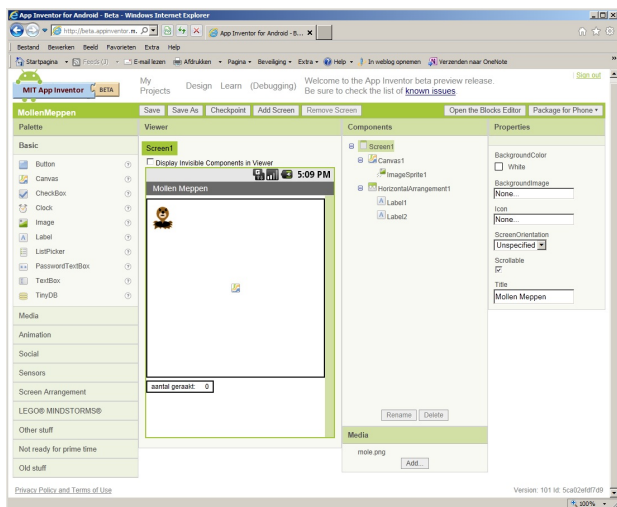 App Inventor for Android - Beta - Windows Internet Explorer
http://beta.appinventor.m.
App Inventor for Android - B...
Bestand Bewerken Beeld Favorieten Extra Help
Startpagina Feeds (J) E-mail lezen Afdrukken Pagina Beveiliging Extra Help In weblog opnemen Verzenden naar OneNote
Sign out
MIT App Inventor BETA
My Projects Design Learn (Debugging)
Welcome to the App Inventor beta preview release.
Be sure to check the list of known issues.
MollenMeppen
Save Save As Checkpoint Add Screen Remove Screen Open the Blocks Editor Package for Phone
Palette Viewer Components Properties
Basic
Button
Canvas
CheckBox
Clock
Image
Label
ListPicker
PasswordTextBox
TextBox
TinyDB
Media
Animation
Social
Sensors
Screen Arrangement
LEGO® MINDSTORMS®
Other stuff
Not ready for prime time
Old stuff
Screen1
Display Invisible Components in Viewer
5:09 PM
Mollen Meppen
aantal geraakt: 0
Screen1
Canvas1
ImageSprite1
HorizontalArrangement1
Label1
Label2
Rename Delete
Media
mole.png
Add...
BackgroundColor
White
BackgroundImage
None...
Icon
None...
ScreenOrientation
Unspecified
Scrollable
Title
Mollen Meppen
Privacy Policy and Terms of Use
Version: 101 Id: 5ca02efdf7d9
100%